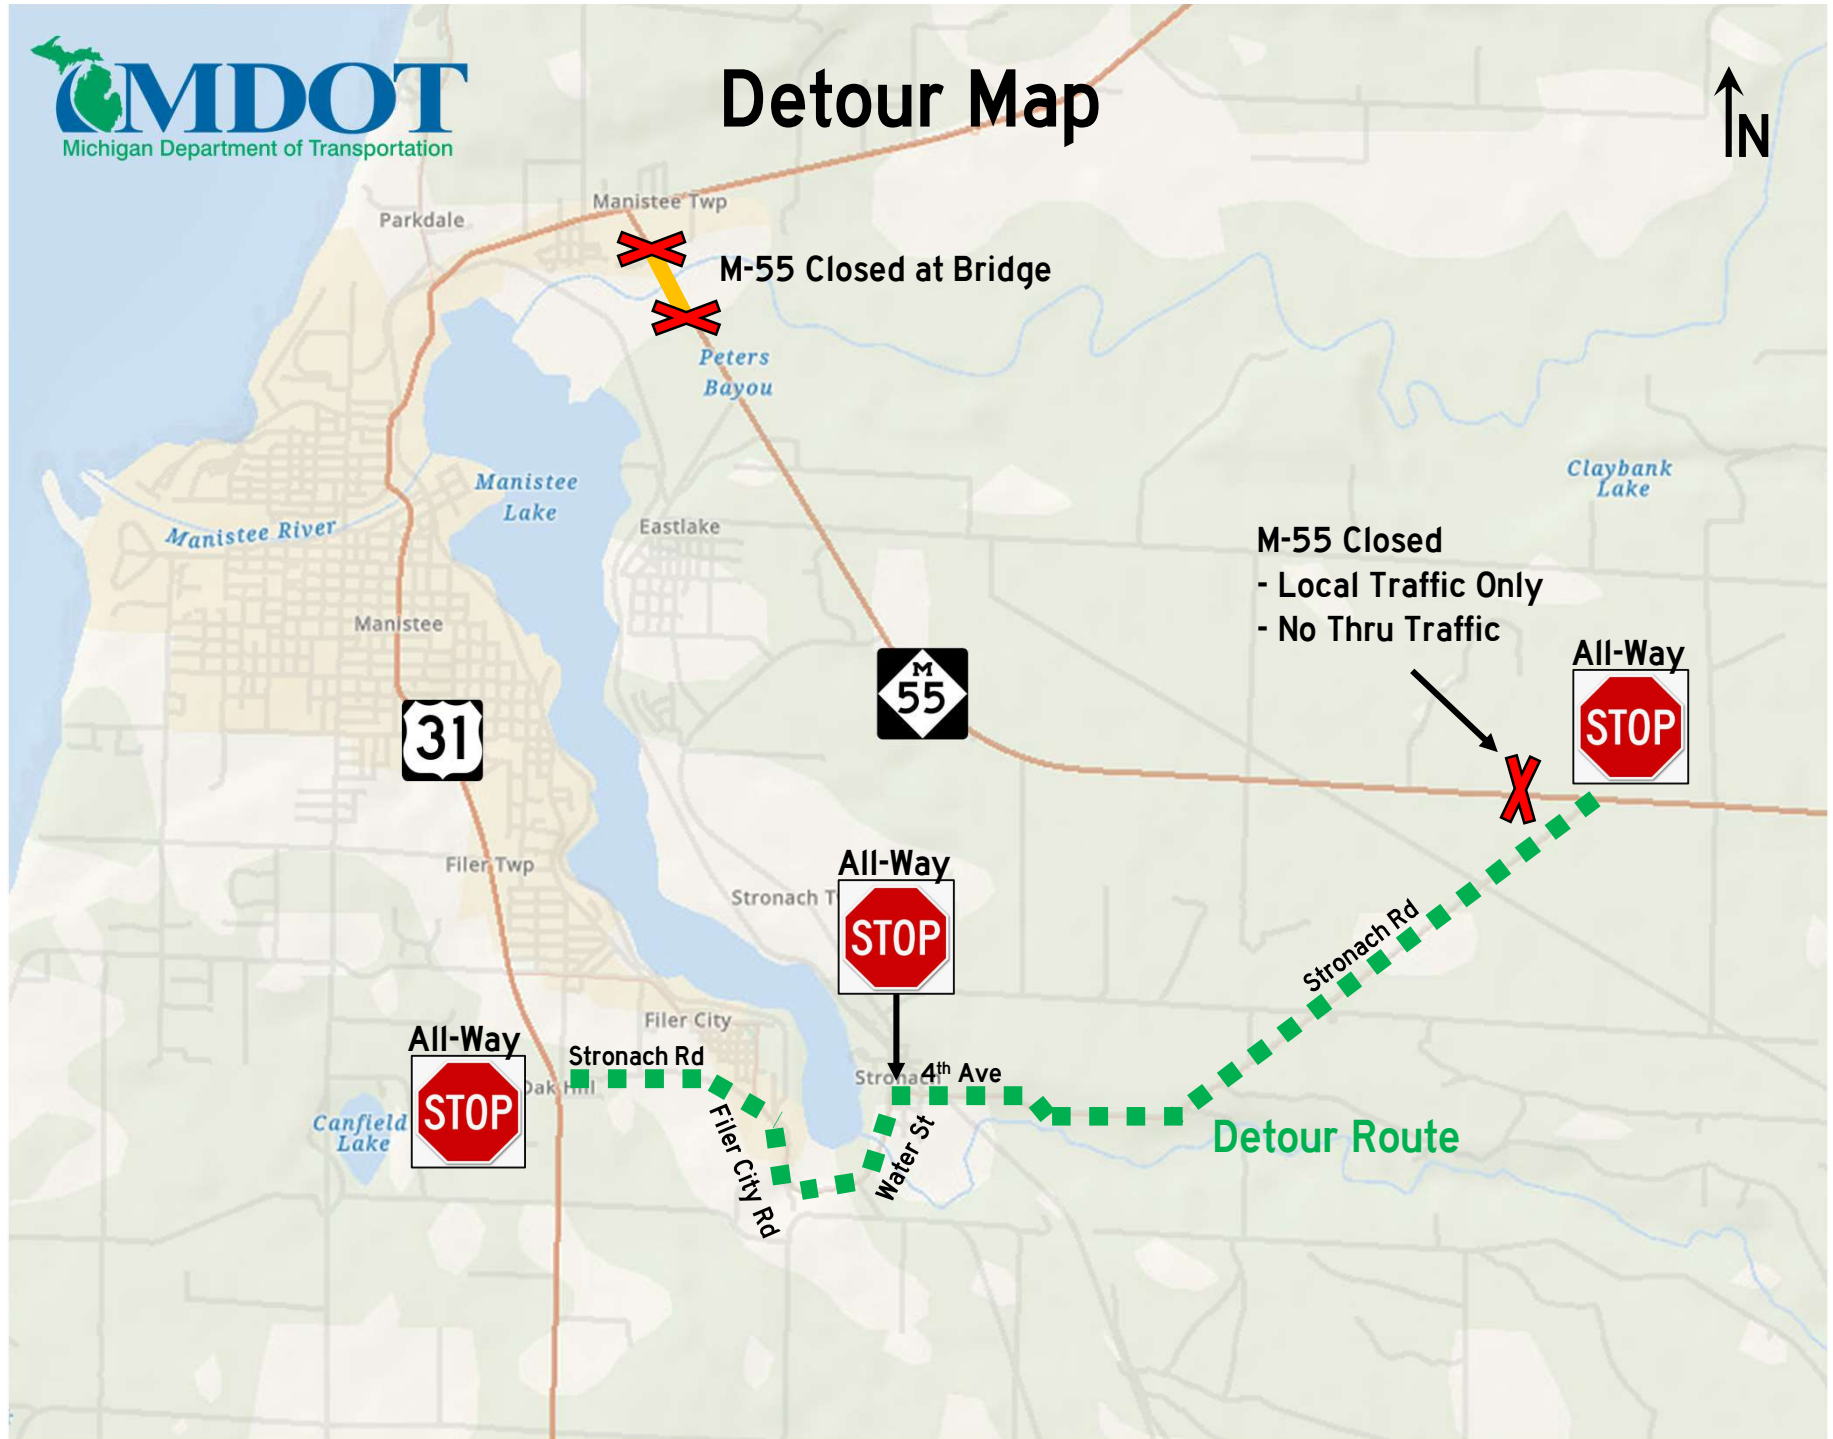 MDOT
Michigan Department of Transportation
Detour Map
N
Manistee Twp
Parkdale
M-55 Closed at Bridge
Peters
Bayou
Manistee
Lake
Claybank
Lake
Manistee River
Eastlake
M-55 Closed
- Local Traffic Only
- No Thru Traffic
Manistee
All-Way
STOP
M
55
31
Filer Twp
All-Way
STOP
Stronach T
Stronach Rd
Filer City
All-Way
STOP
Stronach Rd
Oak Hill
Stronach
4th Ave
Canfield
Lake
Filer City Rd
Water St
Detour Route